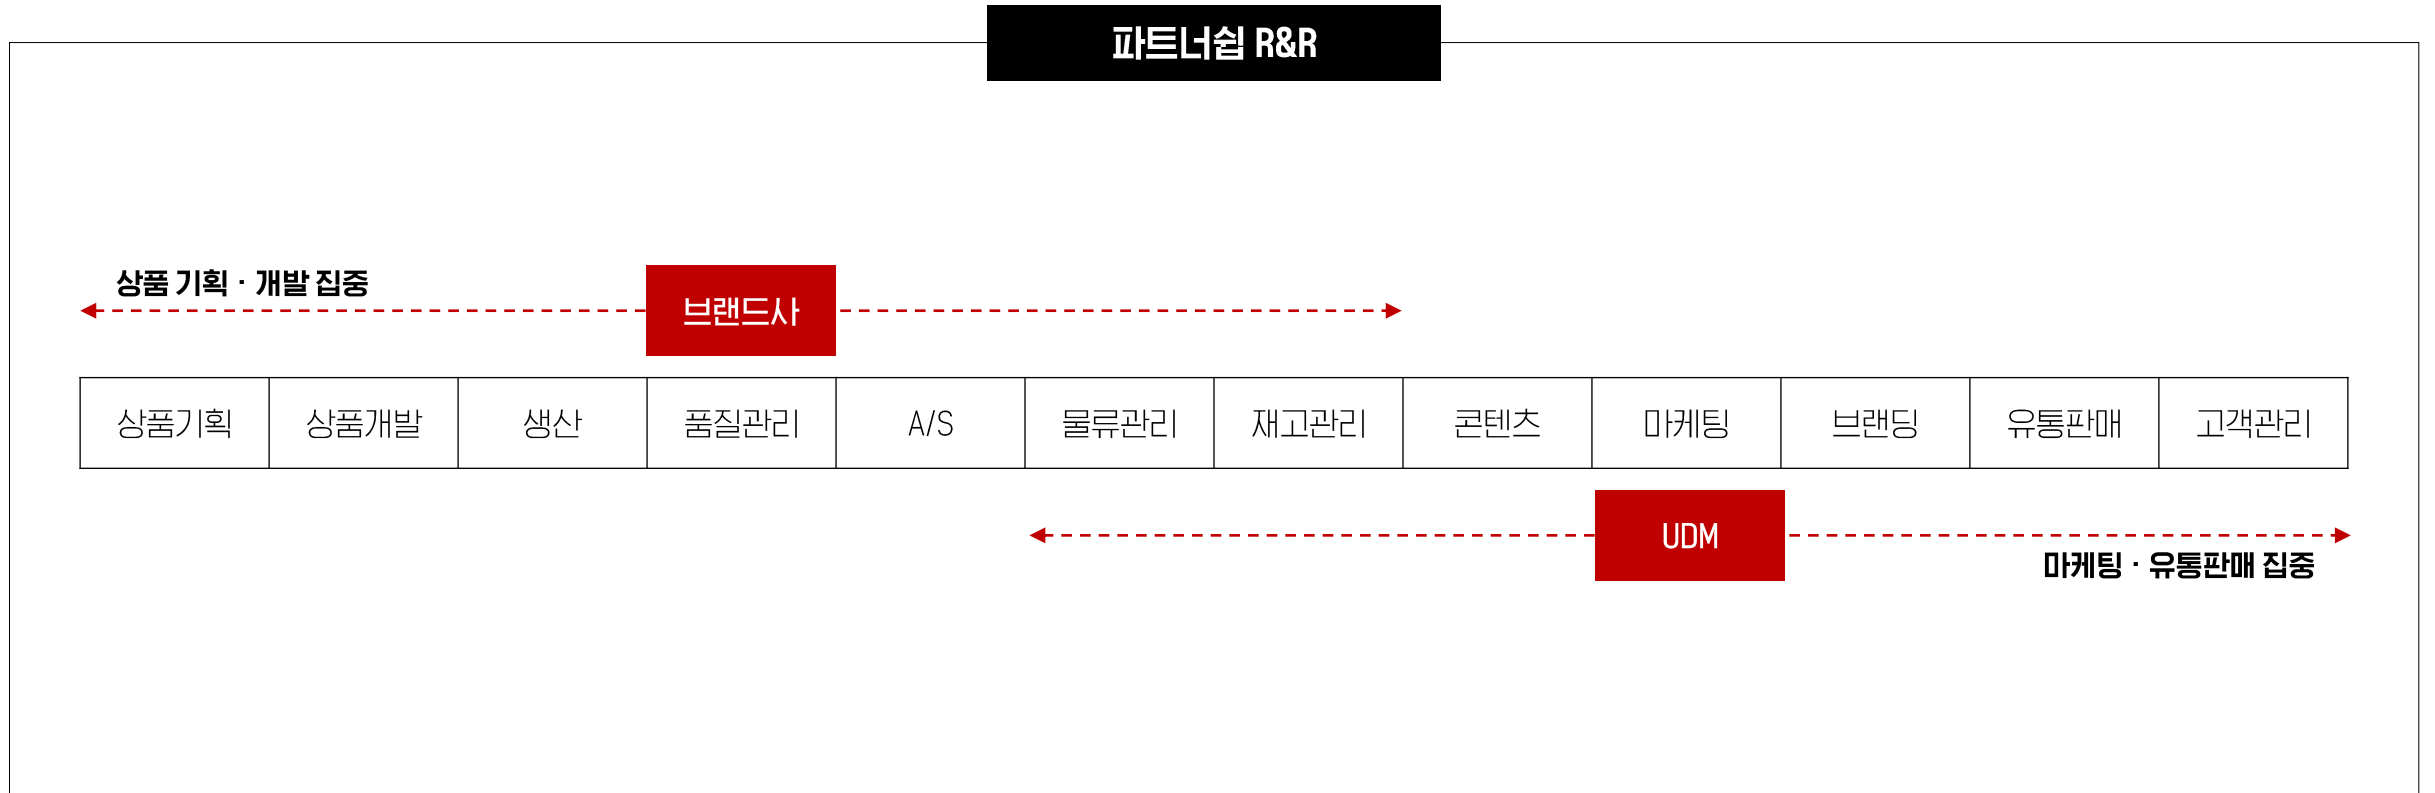 파트너쉽 R&R
상품 기획 · 개발 집중
브랜드사
상품기획 상품개발 생산 품질관리 A/S 물류관리 재고관리 콘텐츠 마케팅 브랜딩 유통판매 고객관리
UDM
마케팅 · 유통판매 집중